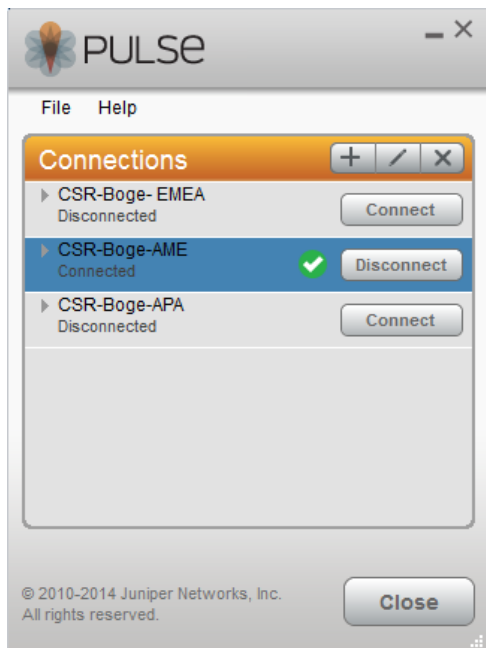 PULSE
File Help
Connections
CSR-Boge- EMEA
Disconnected
Connect
CSR-Boge-AME
Connected
Disconnect
CSR-Boge-APA
Disconnected
Connect
© 2010-2014 Juniper Networks, Inc.
All rights reserved.
Close